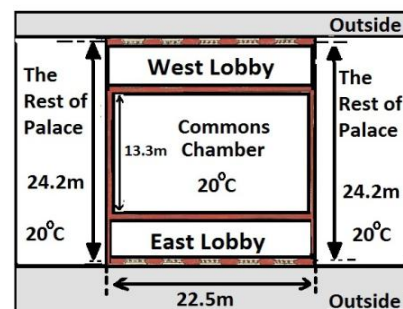 Outside
West Lobby
The
Rest of
Palace
24.2m
20°C
13.3m
Commons
Chamber
20°C
The
Rest of
Palace
24.2m
20°C
East Lobby
22.5m
Outside